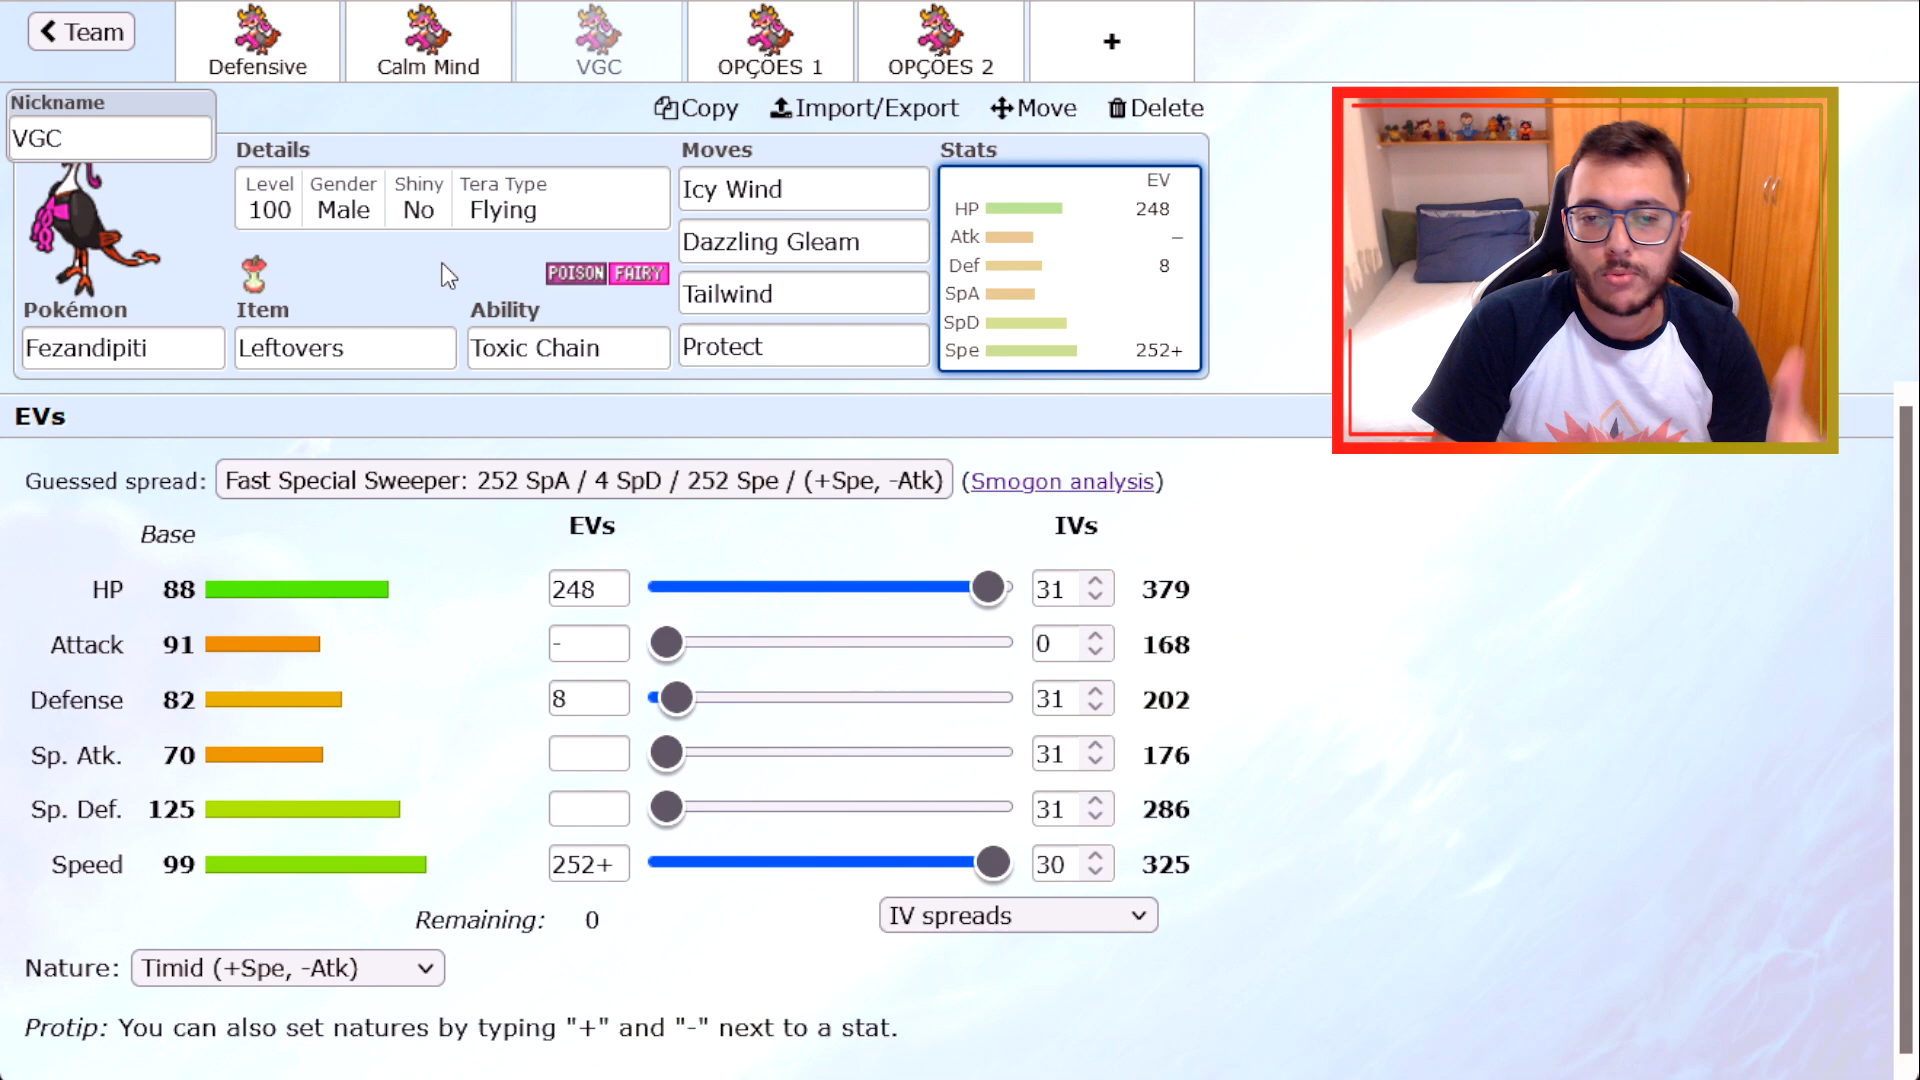 Team
Defensive
Calm Mind
VGC
OPÇÕES 1
OPÇÕES 2
+
Nickname
VGC
Copy
Import/Export
Move
Delete
Details
Level
100
Gender
Male
Shiny
No
Tera Type
Flying
POISON FAIRY
Pokémon
Fezandipiti
Item
Leftovers
Ability
Toxic Chain
Moves
Icy Wind
Dazzling Gleam
Tailwind
Protect
Stats
EV
HP 248
Atk –
Def 8
SpA
SpD
Spe 252+
EVs
Guessed spread: Fast Special Sweeper: 252 SpA / 4 SpD / 252 Spe / (+Spe, -Atk) (Smogon analysis)
Base EVs IVs
HP 88 248 31 379
Attack 91 - 0 168
Defense 82 8 31 202
Sp. Atk. 70 31 176
Sp. Def. 125 31 286
Speed 99 252+ 30 325
Remaining: 0 IV spreads
Nature: Timid (+Spe, -Atk)
Protip: You can also set natures by typing "+" and "-" next to a stat.